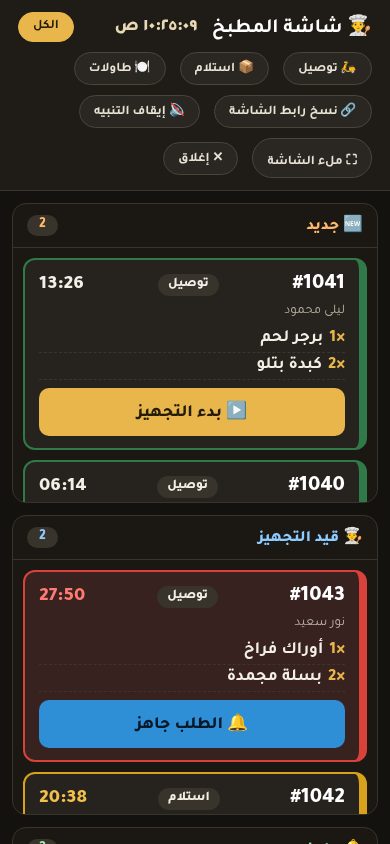 👨‍🍳 شاشة المطبخ ١٠:٢٥:٠٩ ص الكل
🛵 توصيل 📦 استلام 🍽️ طاولات
🔗 نسخ رابط الشاشة 🔊 إيقاف التنبيه
⛶ ملء الشاشة ✕ إغلاق
🆕 جديد 2
#1041 توصيل 13:26
ليلى محمود
1× برجر لحم
2× كبدة بتلو
▶️ بدء التجهيز
#1040 توصيل 06:14
👨‍🍳 قيد التجهيز 2
#1043 توصيل 27:50
نور سعيد
1× أوراك فراخ
2× بسلة مجمدة
🔔 الطلب جاهز
#1042 استلام 20:38